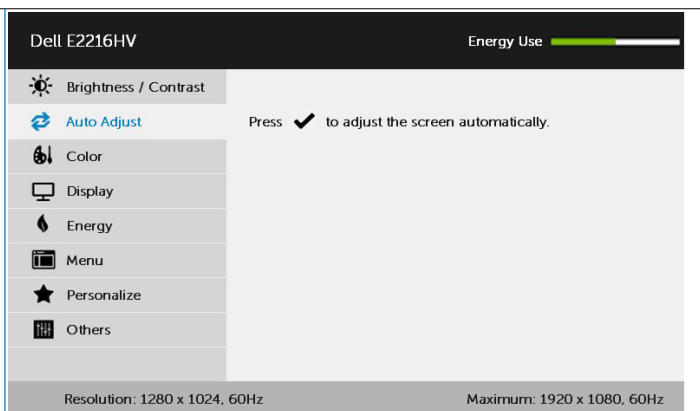 Dell E2216HV
Energy Use
Brightness / Contrast
Auto Adjust
Press ✔ to adjust the screen automatically.
Color
Display
Energy
Menu
Personalize
Others
Resolution: 1280 x 1024, 60Hz
Maximum: 1920 x 1080, 60Hz